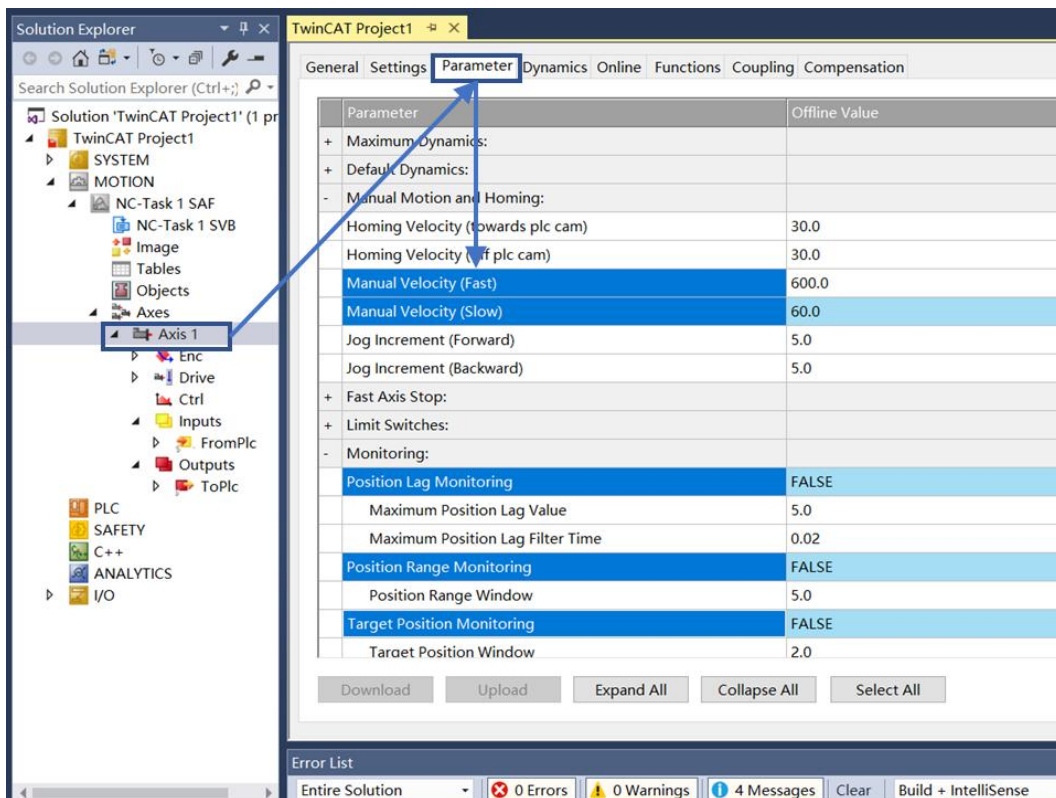 Solution Explorer
Search Solution Explorer (Ctrl+;)
Solution 'TwinCAT Project1' (1 pr
TwinCAT Project1
SYSTEM
MOTION
NC-Task 1 SAF
NC-Task 1 SVB
Image
Tables
Objects
Axes
Axis 1
Enc
Drive
Ctrl
Inputs
FromPlc
Outputs
ToPlc
PLC
SAFETY
C++
ANALYTICS
I/O
TwinCAT Project1
General Settings Parameter Dynamics Online Functions Coupling Compensation
Parameter Offline Value
+ Maximum Dynamics:
+ Default Dynamics:
- Manual Motion and Homing:
Homing Velocity (towards plc cam) 30.0
Homing Velocity (off plc cam) 30.0
Manual Velocity (Fast) 600.0
Manual Velocity (Slow) 60.0
Jog Increment (Forward) 5.0
Jog Increment (Backward) 5.0
+ Fast Axis Stop:
+ Limit Switches:
- Monitoring:
Position Lag Monitoring FALSE
Maximum Position Lag Value 5.0
Maximum Position Lag Filter Time 0.02
Position Range Monitoring FALSE
Position Range Window 5.0
Target Position Monitoring FALSE
Target Position Window 2.0
Download Upload Expand All Collapse All Select All
Error List
Entire Solution 0 Errors 0 Warnings 4 Messages Clear Build + IntelliSense